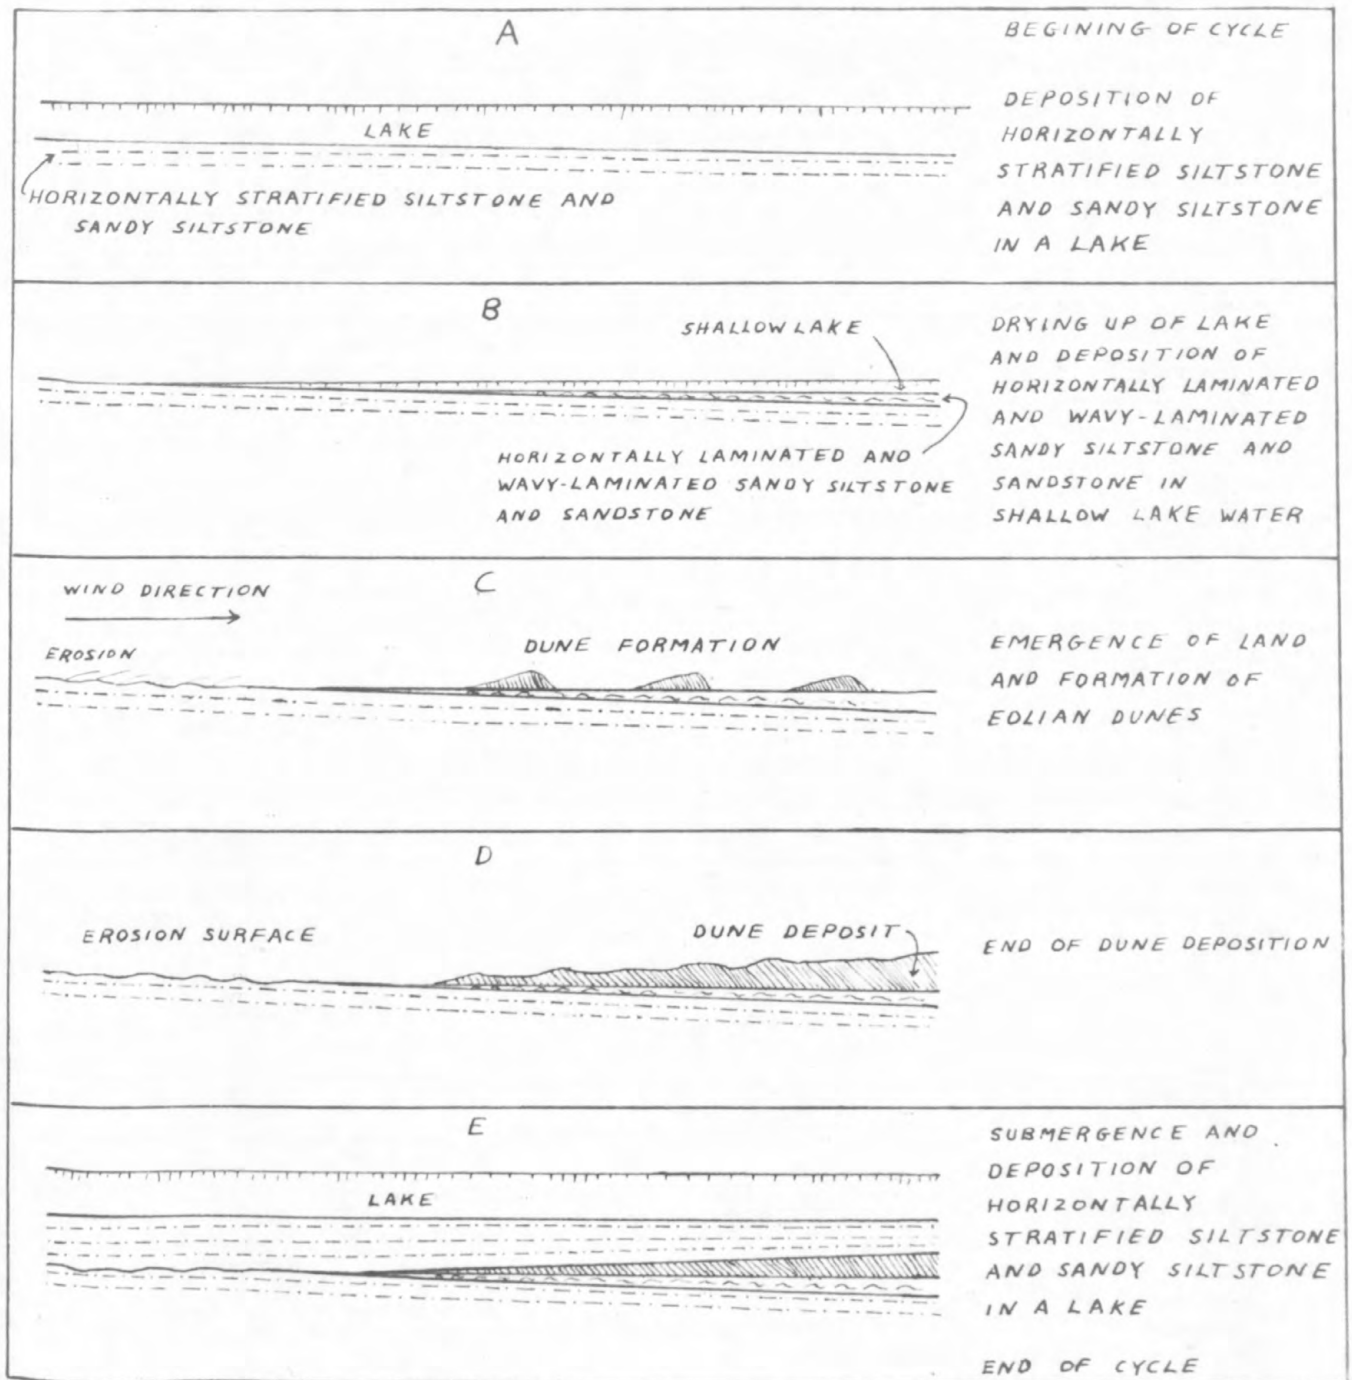 A
BEGINING OF CYCLE
DEPOSITION OF
HORIZONTALLY
STRATIFIED SILTSTONE
AND SANDY SILTSTONE
IN A LAKE
LAKE
HORIZONTALLY STRATIFIED SILTSTONE AND
SANDY SILTSTONE
B
SHALLOW LAKE
HORIZONTALLY LAMINATED AND
WAVY-LAMINATED SANDY SILTSTONE
AND SANDSTONE
DRYING UP OF LAKE
AND DEPOSITION OF
HORIZONTALLY LAMINATED
AND WAVY-LAMINATED
SANDY SILTSTONE AND
SANDSTONE IN
SHALLOW LAKE WATER
C
WIND DIRECTION
EROSION
DUNE FORMATION
EMERGENCE OF LAND
AND FORMATION OF
EOLIAN DUNES
D
EROSION SURFACE
DUNE DEPOSIT
END OF DUNE DEPOSITION
E
LAKE
SUBMERGENCE AND
DEPOSITION OF
HORIZONTALLY
STRATIFIED SILTSTONE
AND SANDY SILTSTONE
IN A LAKE
END OF CYCLE